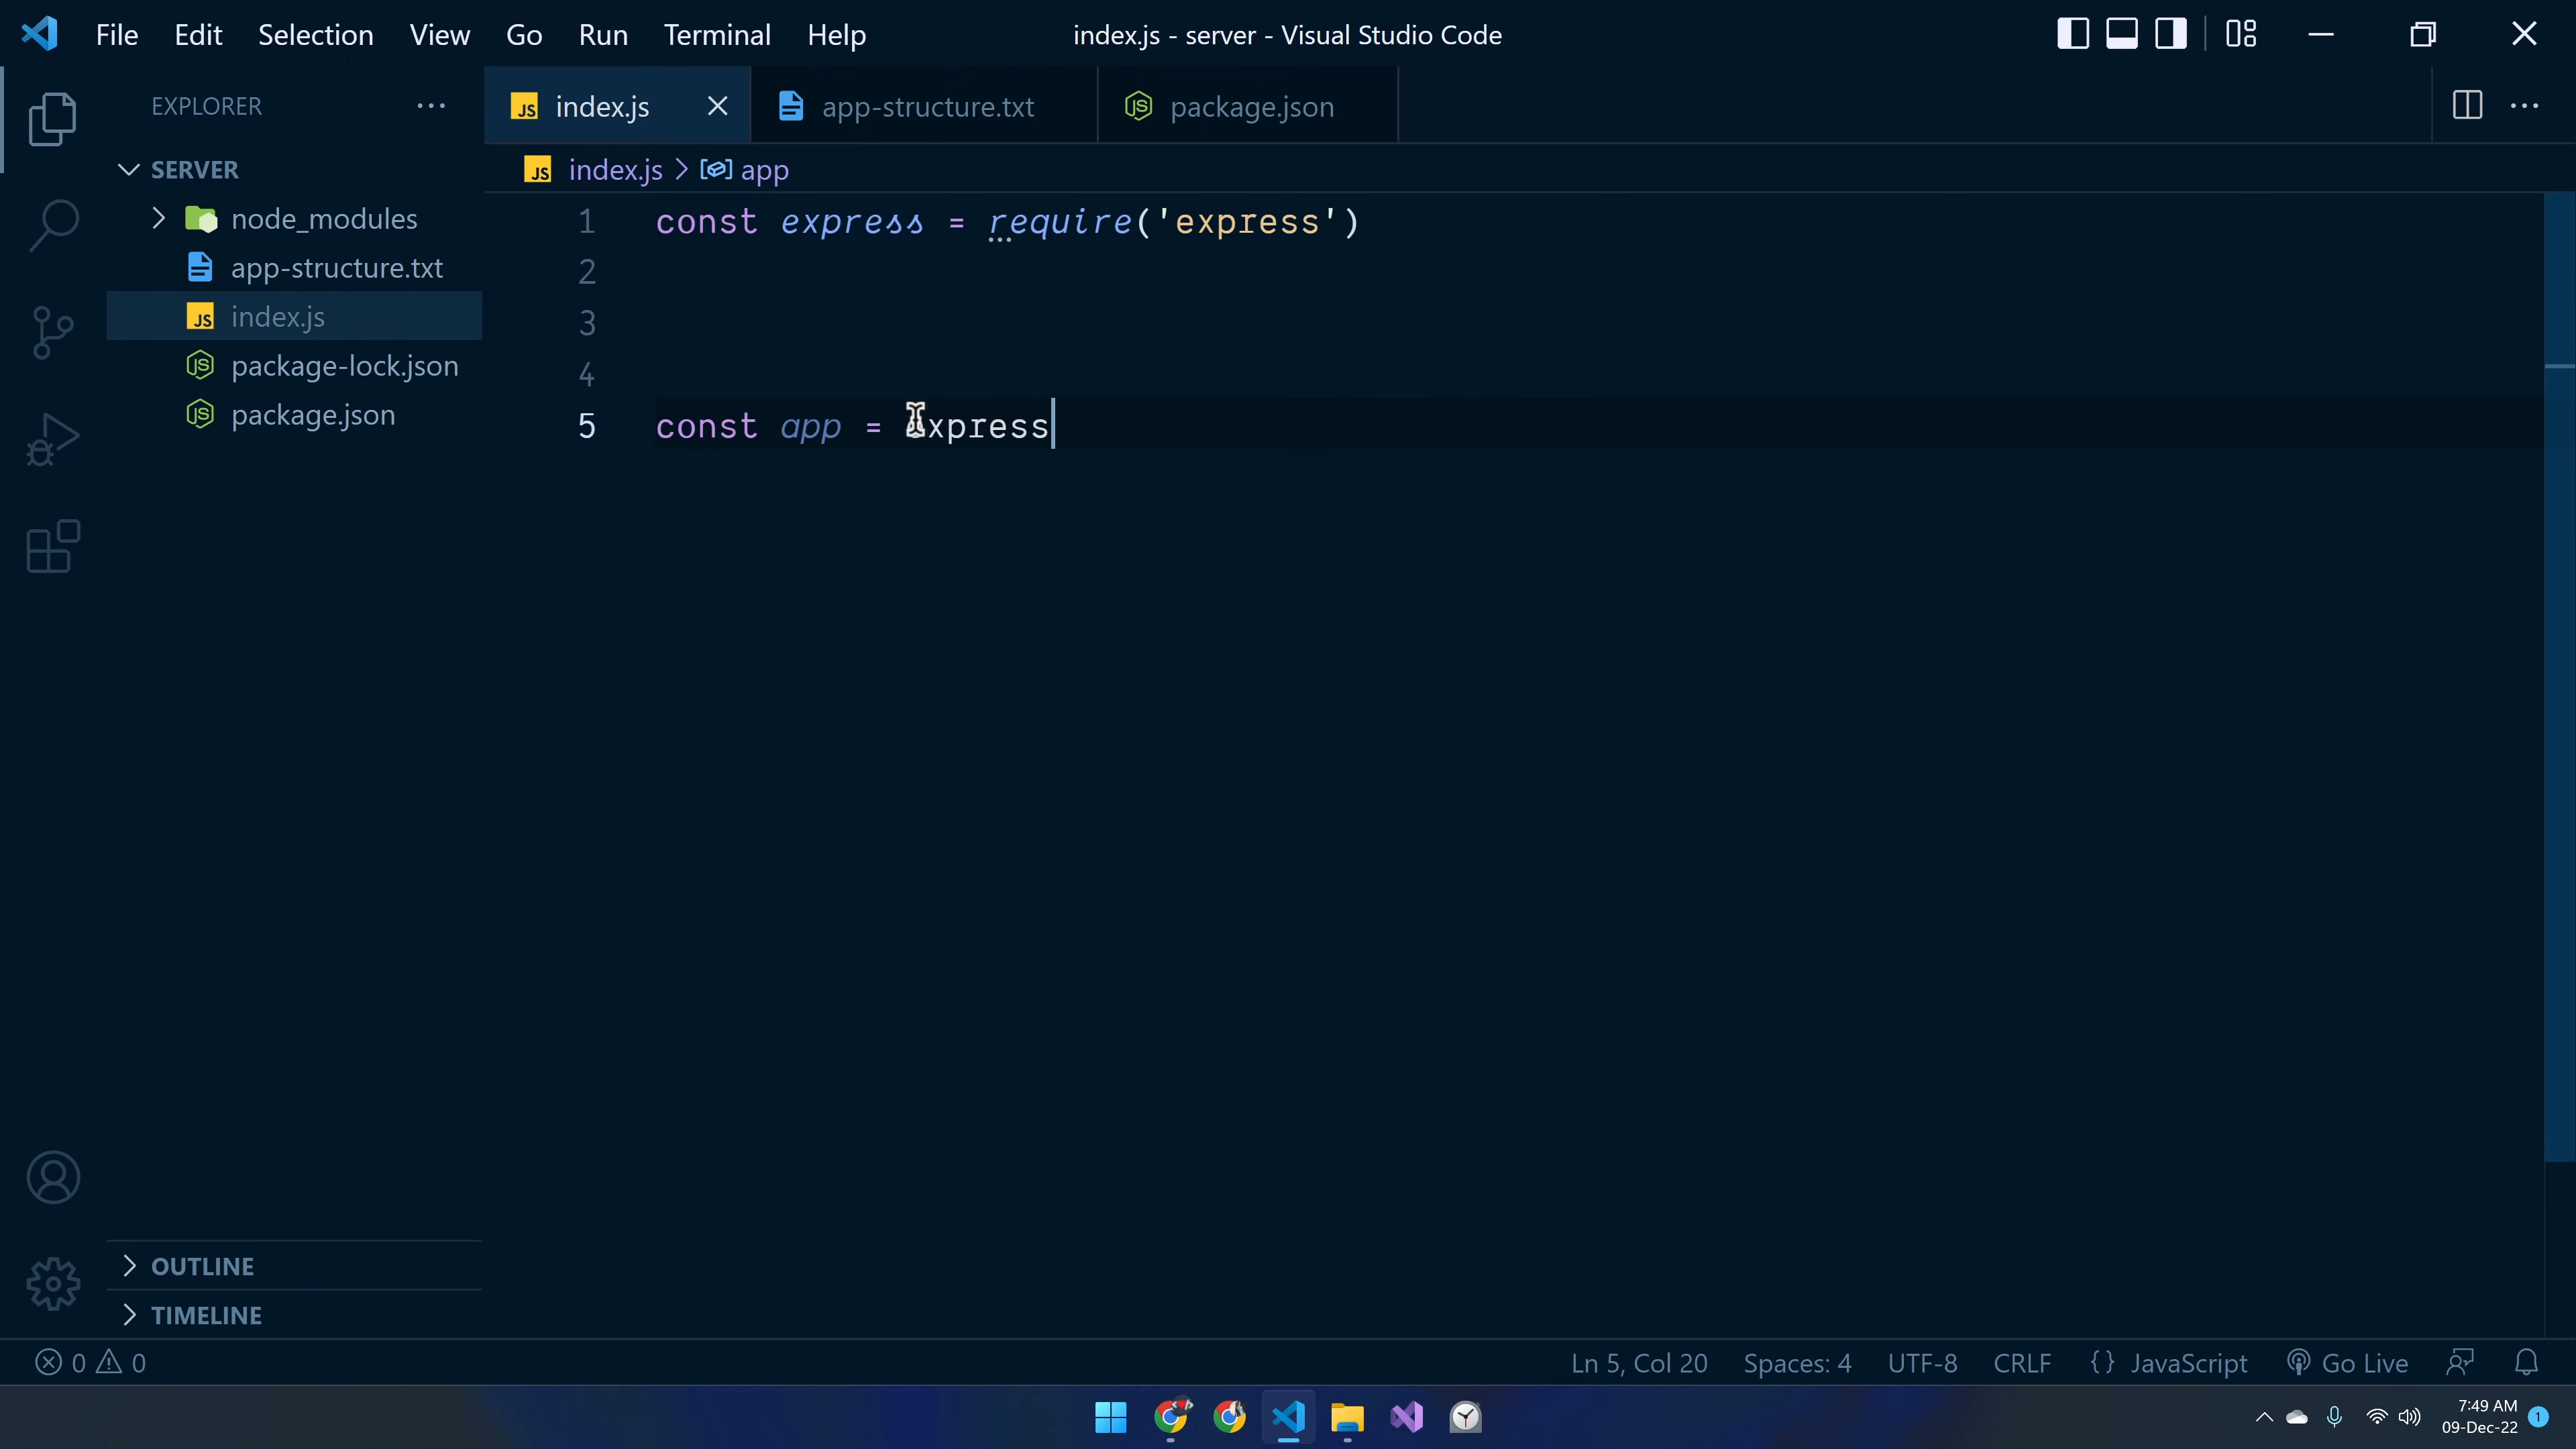 File Edit Selection View Go Run Terminal Help
index.js - server - Visual Studio Code
EXPLORER
SERVER
node_modules
app-structure.txt
index.js
package-lock.json
package.json
OUTLINE
TIMELINE
index.js
app-structure.txt
package.json
index.js > app
1 const express = require('express')
2
3
4
5 const app = express
0 0
Ln 5, Col 20
Spaces: 4
UTF-8
CRLF
{} JavaScript
Go Live
7:49 AM
09-Dec-22
1